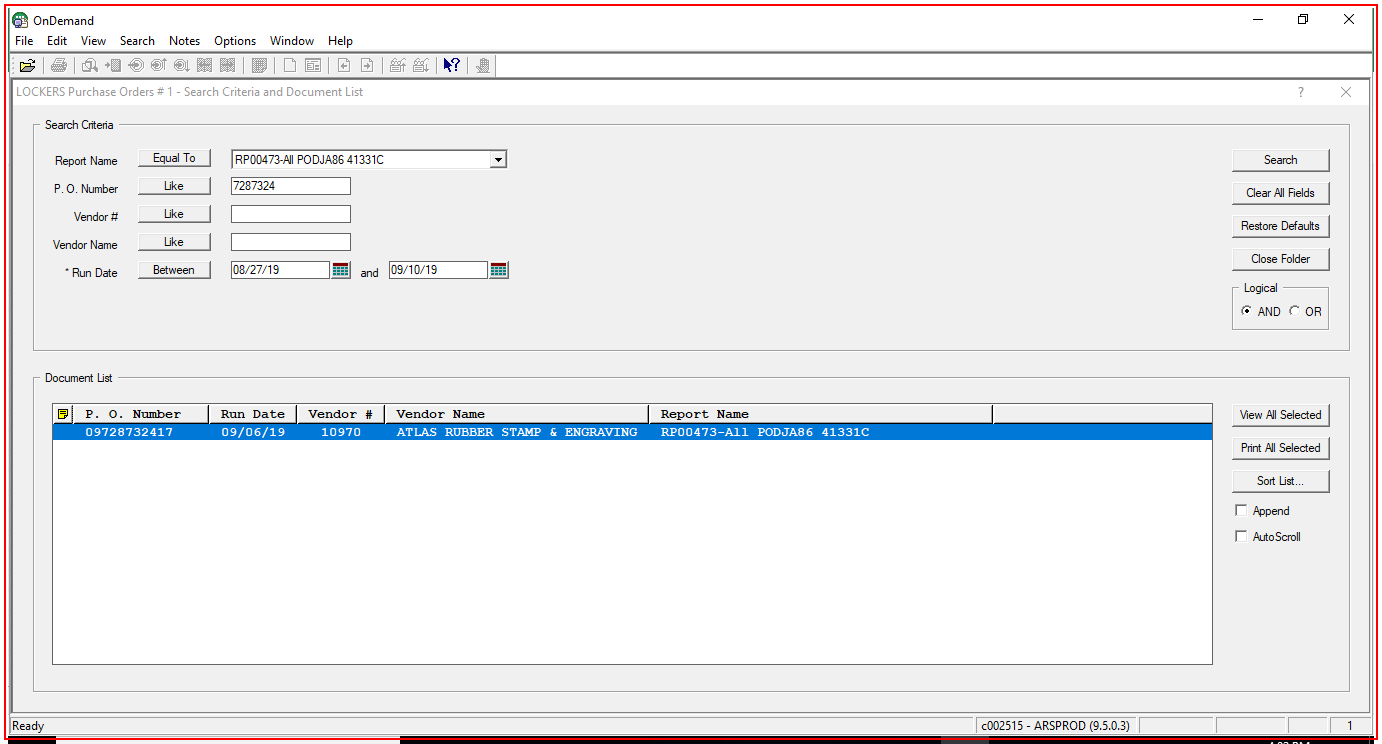 OnDemand
File Edit View Search Notes Options Window Help
LOCKERS Purchase Orders # 1 - Search Criteria and Document List
Search Criteria
Report Name Equal To RP00473-All PODJA86 41331C Search
P. O. Number Like 7287324 Clear All Fields
Vendor # Like Restore Defaults
Vendor Name Like Close Folder
* Run Date Between 08/27/19 and 09/10/19
Logical
AND OR
Document List
P. O. Number Run Date Vendor # Vendor Name Report Name View All Selected
09728732417 09/06/19 10970 ATLAS RUBBER STAMP & ENGRAVING RP00473-All PODJA86 41331C
Print All Selected
Sort List...
Append
AutoScroll
Ready c002515 - ARSPROD (9.5.0.3) 1